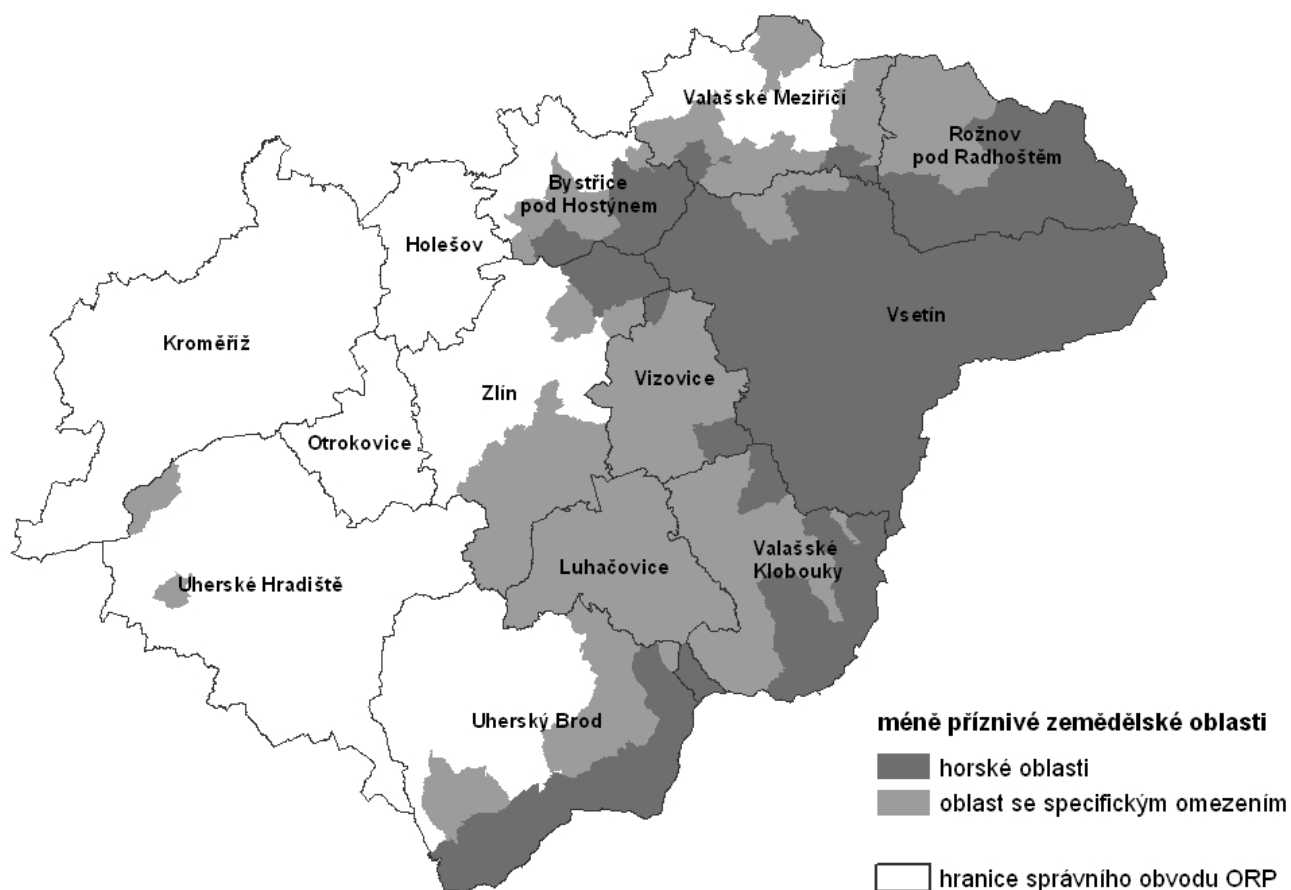 Valašské Meziříčí
Rožnov
pod Radhoštěm
Bystřice
pod Hostýnem
Holešov
Vsetín
Kroměříž
Vizovice
Zlín
Otrokovice
Valašské
Klobouky
Luhačovice
Uherské Hradiště
Uherský Brod
méně příznivé zemědělské oblasti
horské oblasti
oblast se specifickým omezením
hranice správního obvodu ORP